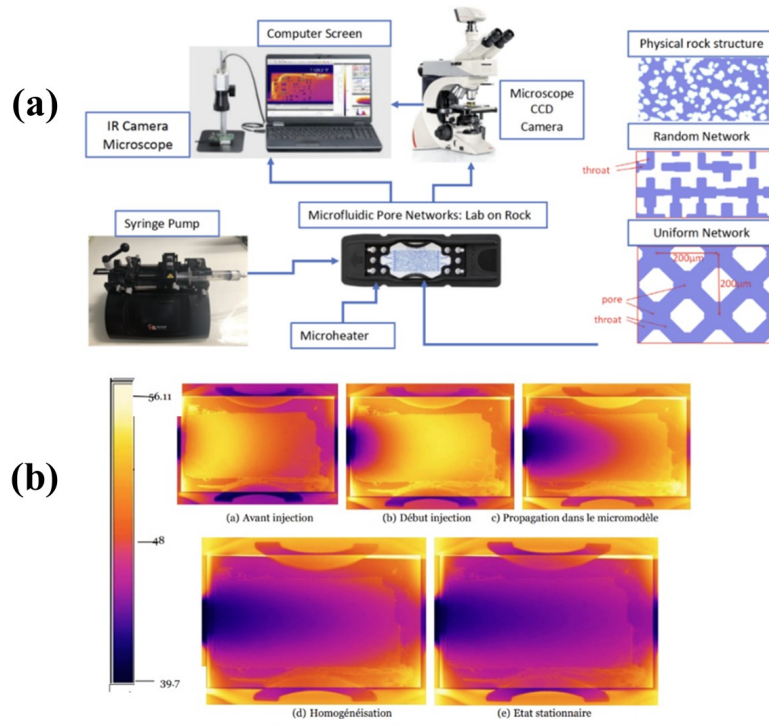 (a)
Computer Screen
IR Camera
Microscope
Microscope
CCD
Camera
Physical rock structure
Random Network
throat
Uniform Network
200µm
200µm
pore
throat
Syringe Pump
Microfluidic Pore Networks: Lab on Rock
Microheater
(b)
56.11
48
39.7
(a) Avant injection
(b) Début injection
c) Propagation dans le micromodèle
(d) Homogénéisation
(e) Etat stationnaire